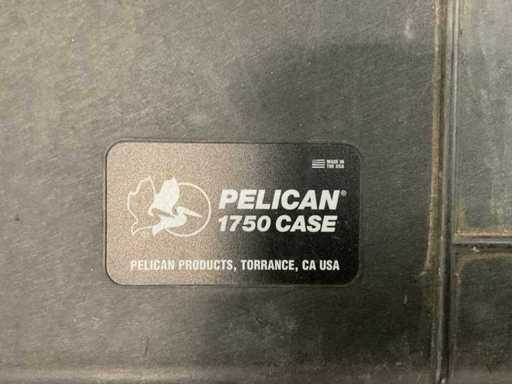 MADE IN
THE USA
PELICAN®
1750 CASE
PELICAN PRODUCTS, TORRANCE, CA USA